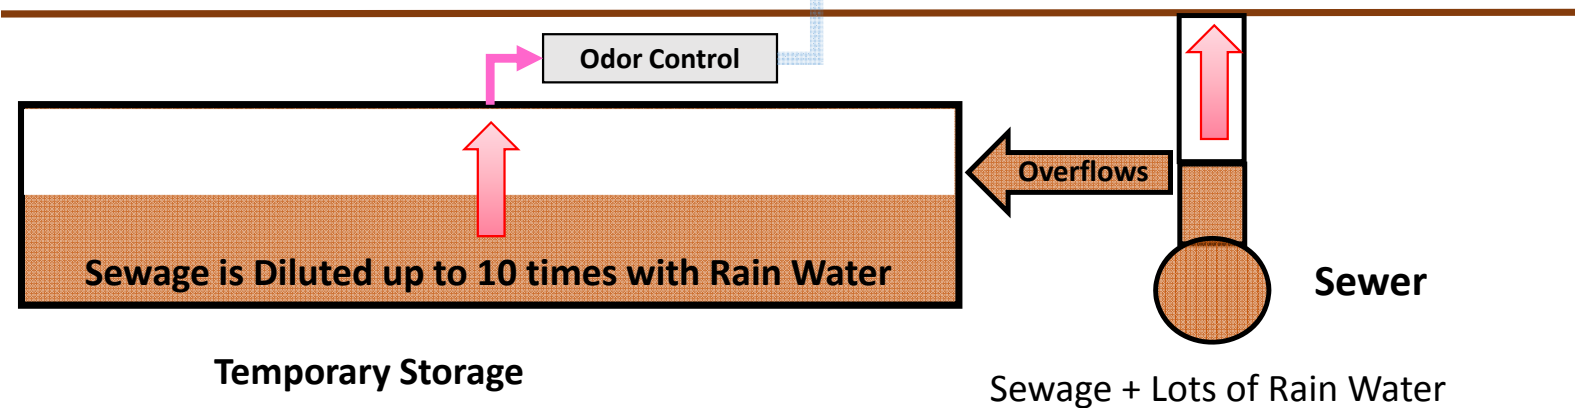 Odor Control
Overflows
Sewage is Diluted up to 10 times with Rain Water
Sewer
Temporary Storage
Sewage + Lots of Rain Water